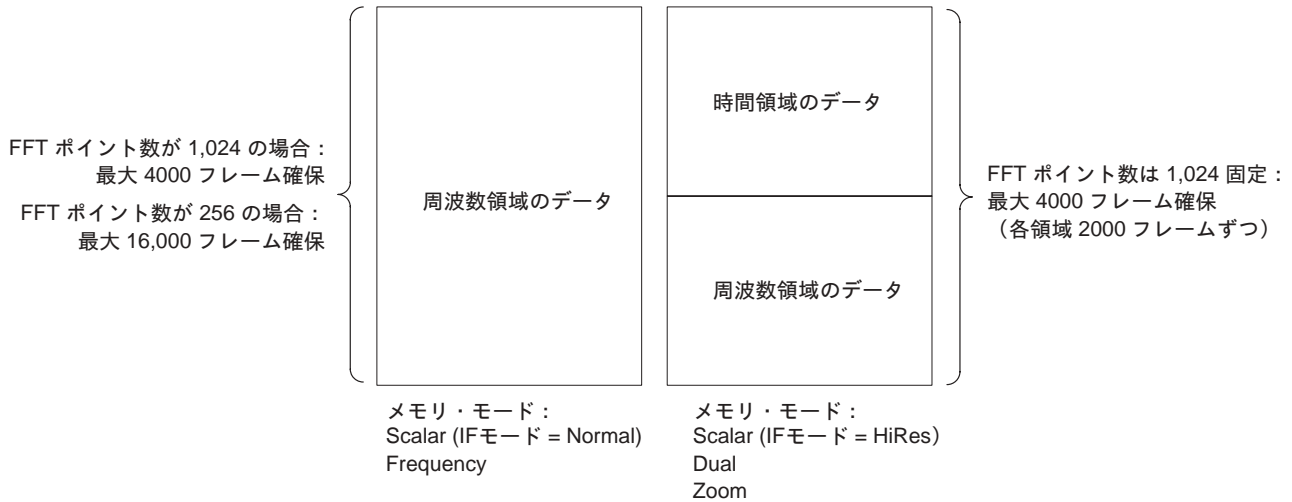 FFT ポイント数が 1,024 の場合：
最大 4000 フレーム確保
FFT ポイント数が 256 の場合：
最大 16,000 フレーム確保
周波数領域のデータ
メモリ・モード：
Scalar (IFモード = Normal)
Frequency
時間領域のデータ
周波数領域のデータ
メモリ・モード：
Scalar (IFモード = HiRes）
Dual
Zoom
FFT ポイント数は 1,024 固定：
最大 4000 フレーム確保
（各領域 2000 フレームずつ）